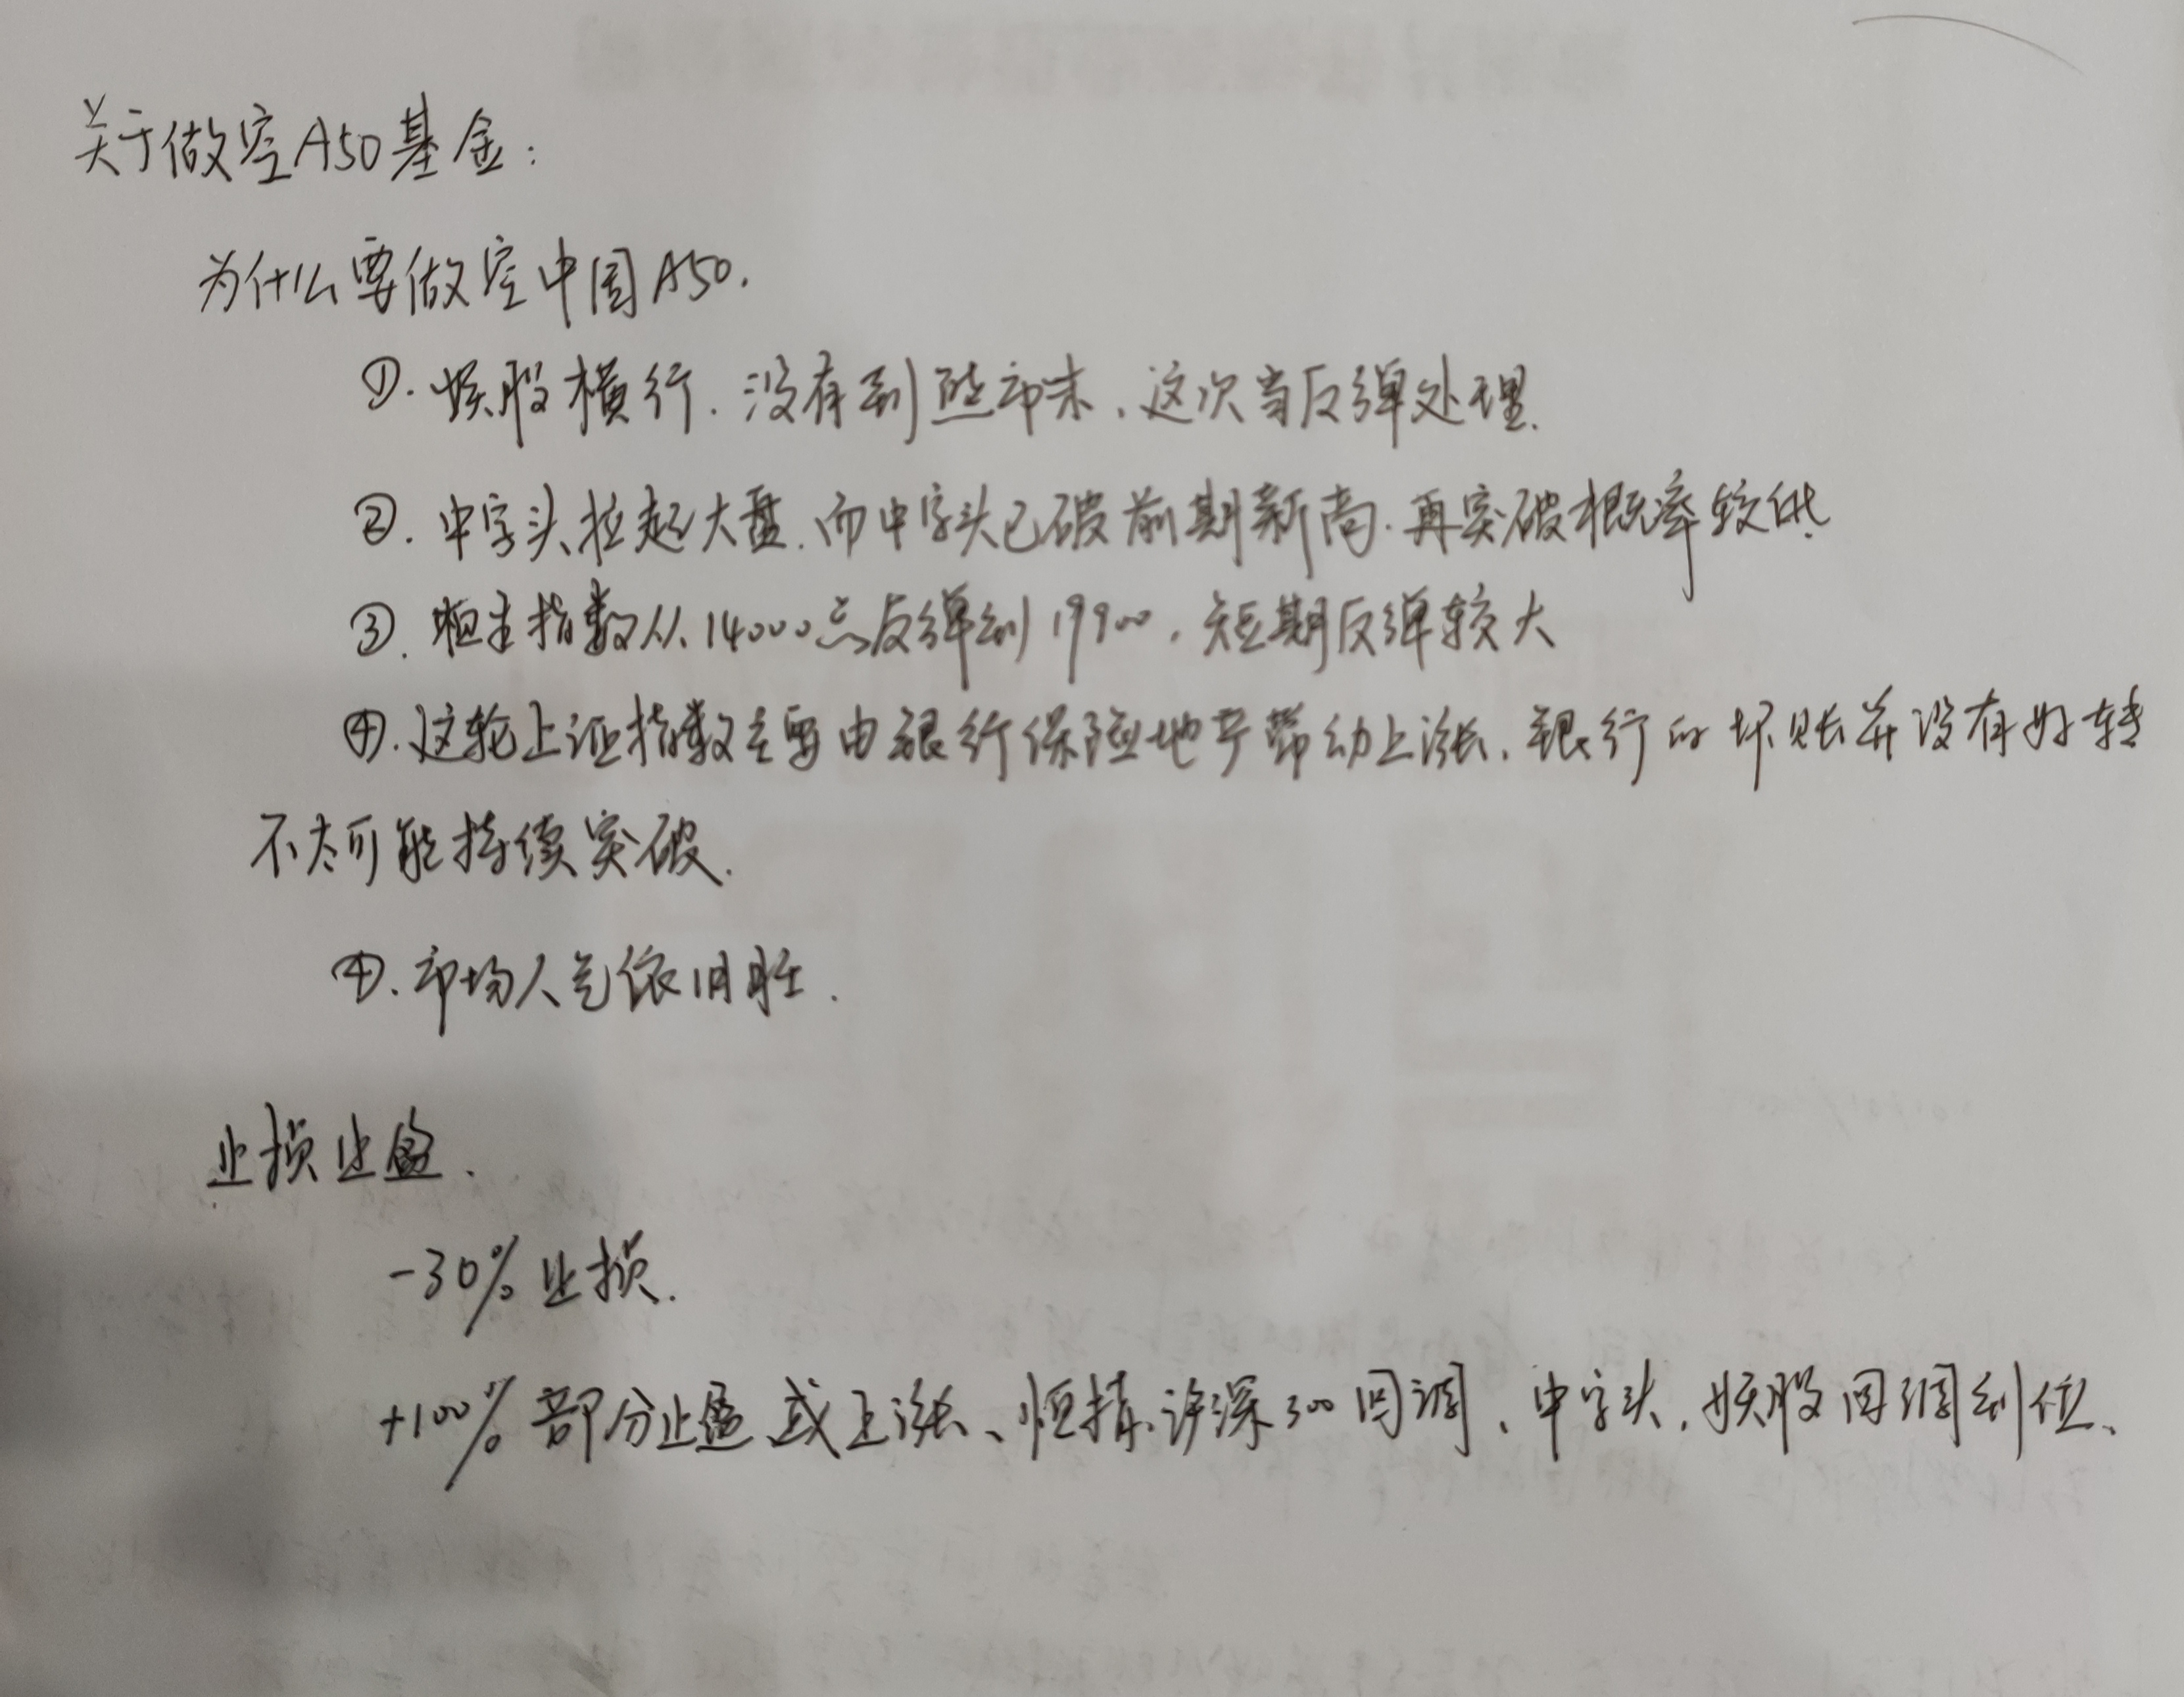 关于做空A50基金：
为什么要做空中国A50.
①. 妖股横行. 没有到熊市末，这次当反弹处理.
②. 中字头拉起大盘. 而中字头已破前期新高. 再突破概率较低.
③. 恒生指数从14000点反弹到19900，短期反弹较大
④. 这轮上证指数主要由银行保险地产带动上涨. 银行的坏账并没有好转
不太可能持续突破.
④. 市场人气依旧旺.
止损止盈.
-30% 止损.
+100% 部分止盈 或上涨、恒指、沪深300回调、中字头, 妖股回调到位、